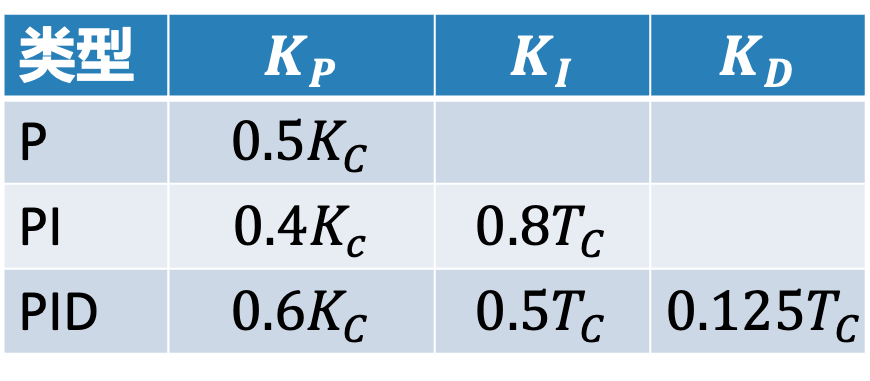 类型 K_P K_I K_D
P 0.5K_C
PI 0.4K_c 0.8T_C
PID 0.6K_C 0.5T_C 0.125T_C